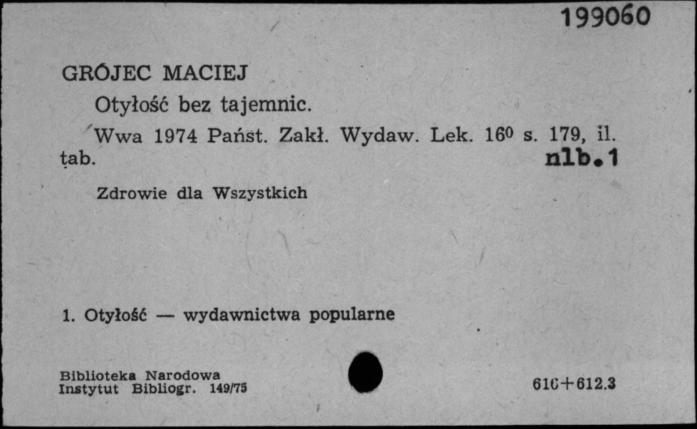 199060
GRÓJEC MACIEJ
Otyłość bez tajemnic.
Wwa 1974 Państ. Zakł. Wydaw. Lek. 16⁰ s. 179, il.
tab. nlb.1
Zdrowie dla Wszystkich
1. Otyłość — wydawnictwa popularne
Biblioteka Narodowa
Instytut Bibliogr. 149/75
616+612.3